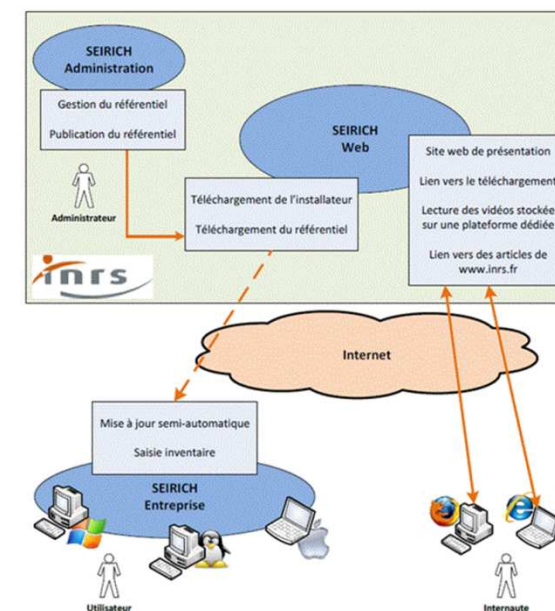 SEIRICH
Administration
Gestion du référentiel
Publication du référentiel
Administrateur
inrs
SEIRICH
Web
Téléchargement de l'installateur
Téléchargement du référentiel
Site web de présentation
Lien vers le téléchargement
Lecture des vidéos stockée
sur une plateforme dédiée
Lien vers des articles de
www.inrs.fr
Internet
Mise à jour semi-automatique
Saisie inventaire
SEIRICH
Entreprise
Utilisateur
Internaute